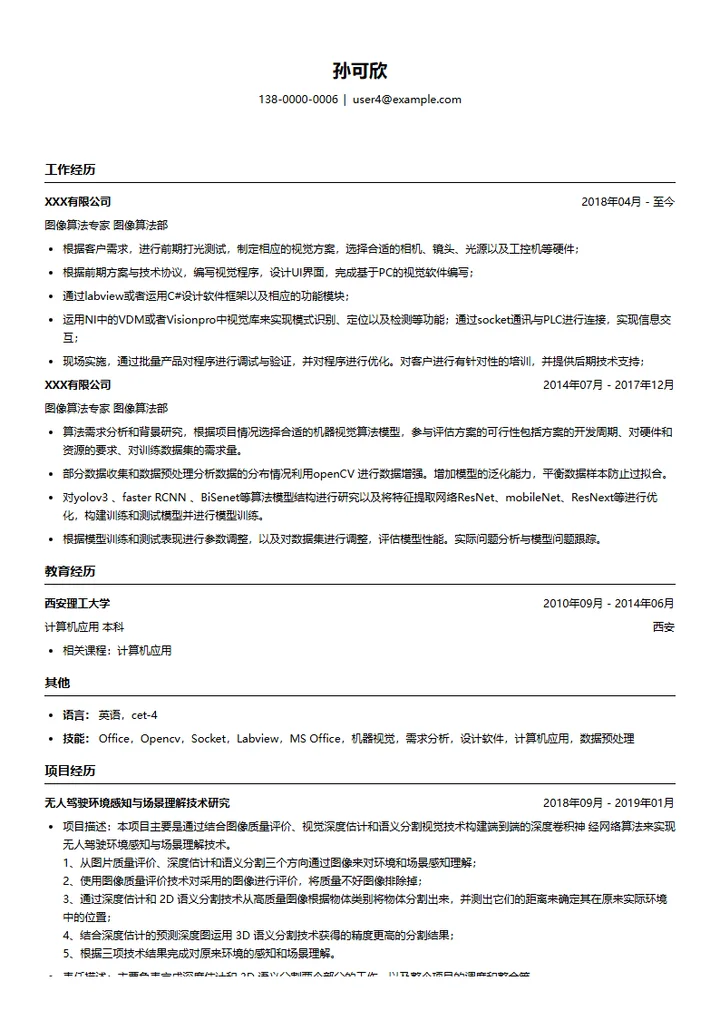 孙可欣
138-0000-0006 | user4@example.com
工作经历
XXX有限公司 2018年04月 - 至今
图像算法专家 图像算法部
• 根据客户需求，进行前期打光测试，制定相应的视觉方案，选择合适的相机、镜头、光源以及工控机等硬件；
• 根据前期方案与技术协议，编写视觉程序，设计UI界面，完成基于PC的视觉软件编写；
• 通过labview或者运用C#设计软件框架以及相应的功能模块；
• 运用NI中的VDM或者Visionpro中视觉库来实现模式识别、定位以及检测等功能；通过socket通讯与PLC进行连接，实现信息交
互；
• 现场实施，通过批量产品对程序进行调试与验证，并对程序进行优化。对客户进行有针对性的培训，并提供后期技术支持；
XXX有限公司 2014年07月 - 2017年12月
图像算法专家 图像算法部
• 算法需求分析和背景研究，根据项目情况选择合适的机器视觉算法模型，参与评估方案的可行性包括方案的开发周期、对硬件和
资源的要求、对训练数据集的需求量。
• 部分数据收集和数据预处理分析数据的分布情况利用openCV 进行数据增强。增加模型的泛化能力，平衡数据样本防止过拟合。
• 对yolov3 、faster RCNN 、BiSenet等算法模型结构进行研究以及将特征提取网络ResNet、mobileNet、ResNext等进行优
化，构建训练和测试模型并进行模型训练。
• 根据模型训练和测试表现进行参数调整，以及对数据集进行调整，评估模型性能。实际问题分析与模型问题跟踪。
教育经历
西安理工大学 2010年09月 - 2014年06月
计算机应用 本科 西安
• 相关课程：计算机应用
其他
• 语言： 英语，cet-4
• 技能： Office，Opencv，Socket，Labview，MS Office，机器视觉，需求分析，设计软件，计算机应用，数据预处理
项目经历
无人驾驶环境感知与场景理解技术研究 2018年09月 - 2019年01月
• 项目描述：本项目主要是通过结合图像质量评价、视觉深度估计和语义分割视觉技术构建端到端的深度卷积神 经网络算法来实现
无人驾驶环境感知与场景理解技术。
1、从图片质量评价、深度估计和语义分割三个方向通过图像来对环境和场景感知理解；
2、使用图像质量评价技术对采用的图像进行评价，将质量不好图像排除掉；
3、通过深度估计和 2D 语义分割技术从高质量图像根据物体类别将物体分割出来，并测出它们的距离来确定其在原来实际环境
中的位置；
4、结合深度估计的预测深度图运用 3D 语义分割技术获得的精度更高的分割结果；
5、根据三项技术结果完成对原来环境的感知和场景理解。
• 责任描述：主要负责完成深度估计和 3D 语义分割两个部分的工作，以及整个项目的调度和整合等